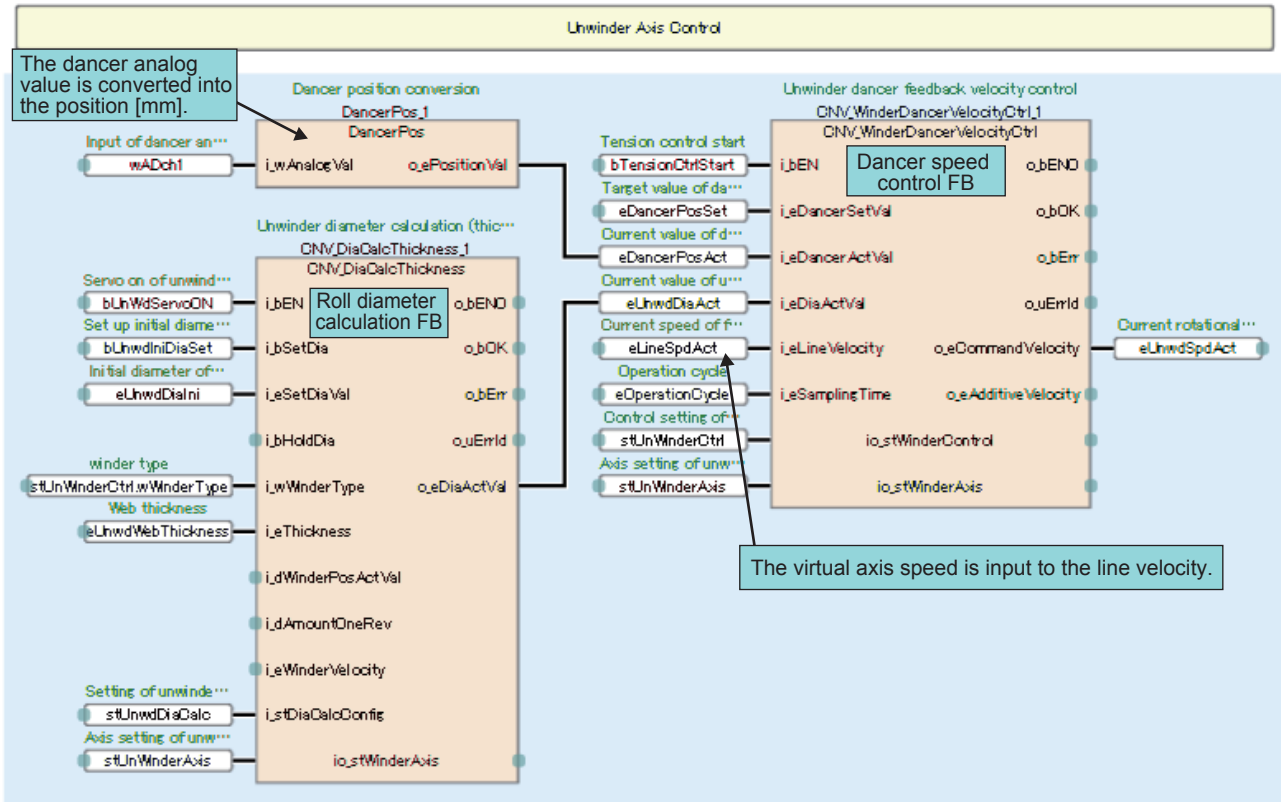 Unwinder Axis Control
The dancer analog
value is converted into
the position [mm].
Dancer position conversion
DancerPos_1
DancerPos
Input of dancer an…
wADch1
i_wAnalogVal
o_ePositionVal
Unwinder diameter calculation (thic…
CNV_DiaCalcThickness_1
CNV_DiaCalcThickness
Roll diameter
calculation FB
Servo on of unwind…
bUnWdServoON
i_bEN
o_bENO
Set up initial diame…
bUnwdIniDiaSet
i_bSetDia
o_bOK
Initial diameter of…
eUnwdDiaIni
i_eSetDiaVal
o_bErr
i_bHoldDia
o_uErrId
winder type
stUnWinderCtrl.wWinderType
i_wWinderType
o_eDiaActVal
Web thickness
eUnwdWebThickness
i_eThickness
i_dWinderPosActVal
i_dAmountOneRev
i_eWinderVelocity
Setting of unwinde…
stUnwdDiaCalc
i_stDiaCalcConfig
Axis setting of unw…
stUnWinderAxis
io_stWinderAxis
Unwinder dancer feedback velocity control
CNV_WinderDancerVelocityCtrl_1
CNV_WinderDancerVelocityCtrl
Dancer speed
control FB
Tension control start
bTensionCtrlStart
i_bEN
o_bENO
Target value of da…
eDancerPosSet
i_eDancerSetVal
o_bOK
Current value of d…
eDancerPosAct
i_eDancerActVal
o_bErr
Current value of u…
eUnwdDiaAct
i_eDiaActVal
o_uErrId
Current speed of f…
eLineSpdAct
i_eLineVelocity
o_eCommandVelocity
Current rotational…
eUnwdSpdAct
Operation cycle
eOperationCycle
i_eSamplingTime
o_eAdditiveVelocity
Control setting of…
stUnWinderCtrl
io_stWinderControl
Axis setting of unw…
stUnWinderAxis
io_stWinderAxis
The virtual axis speed is input to the line velocity.